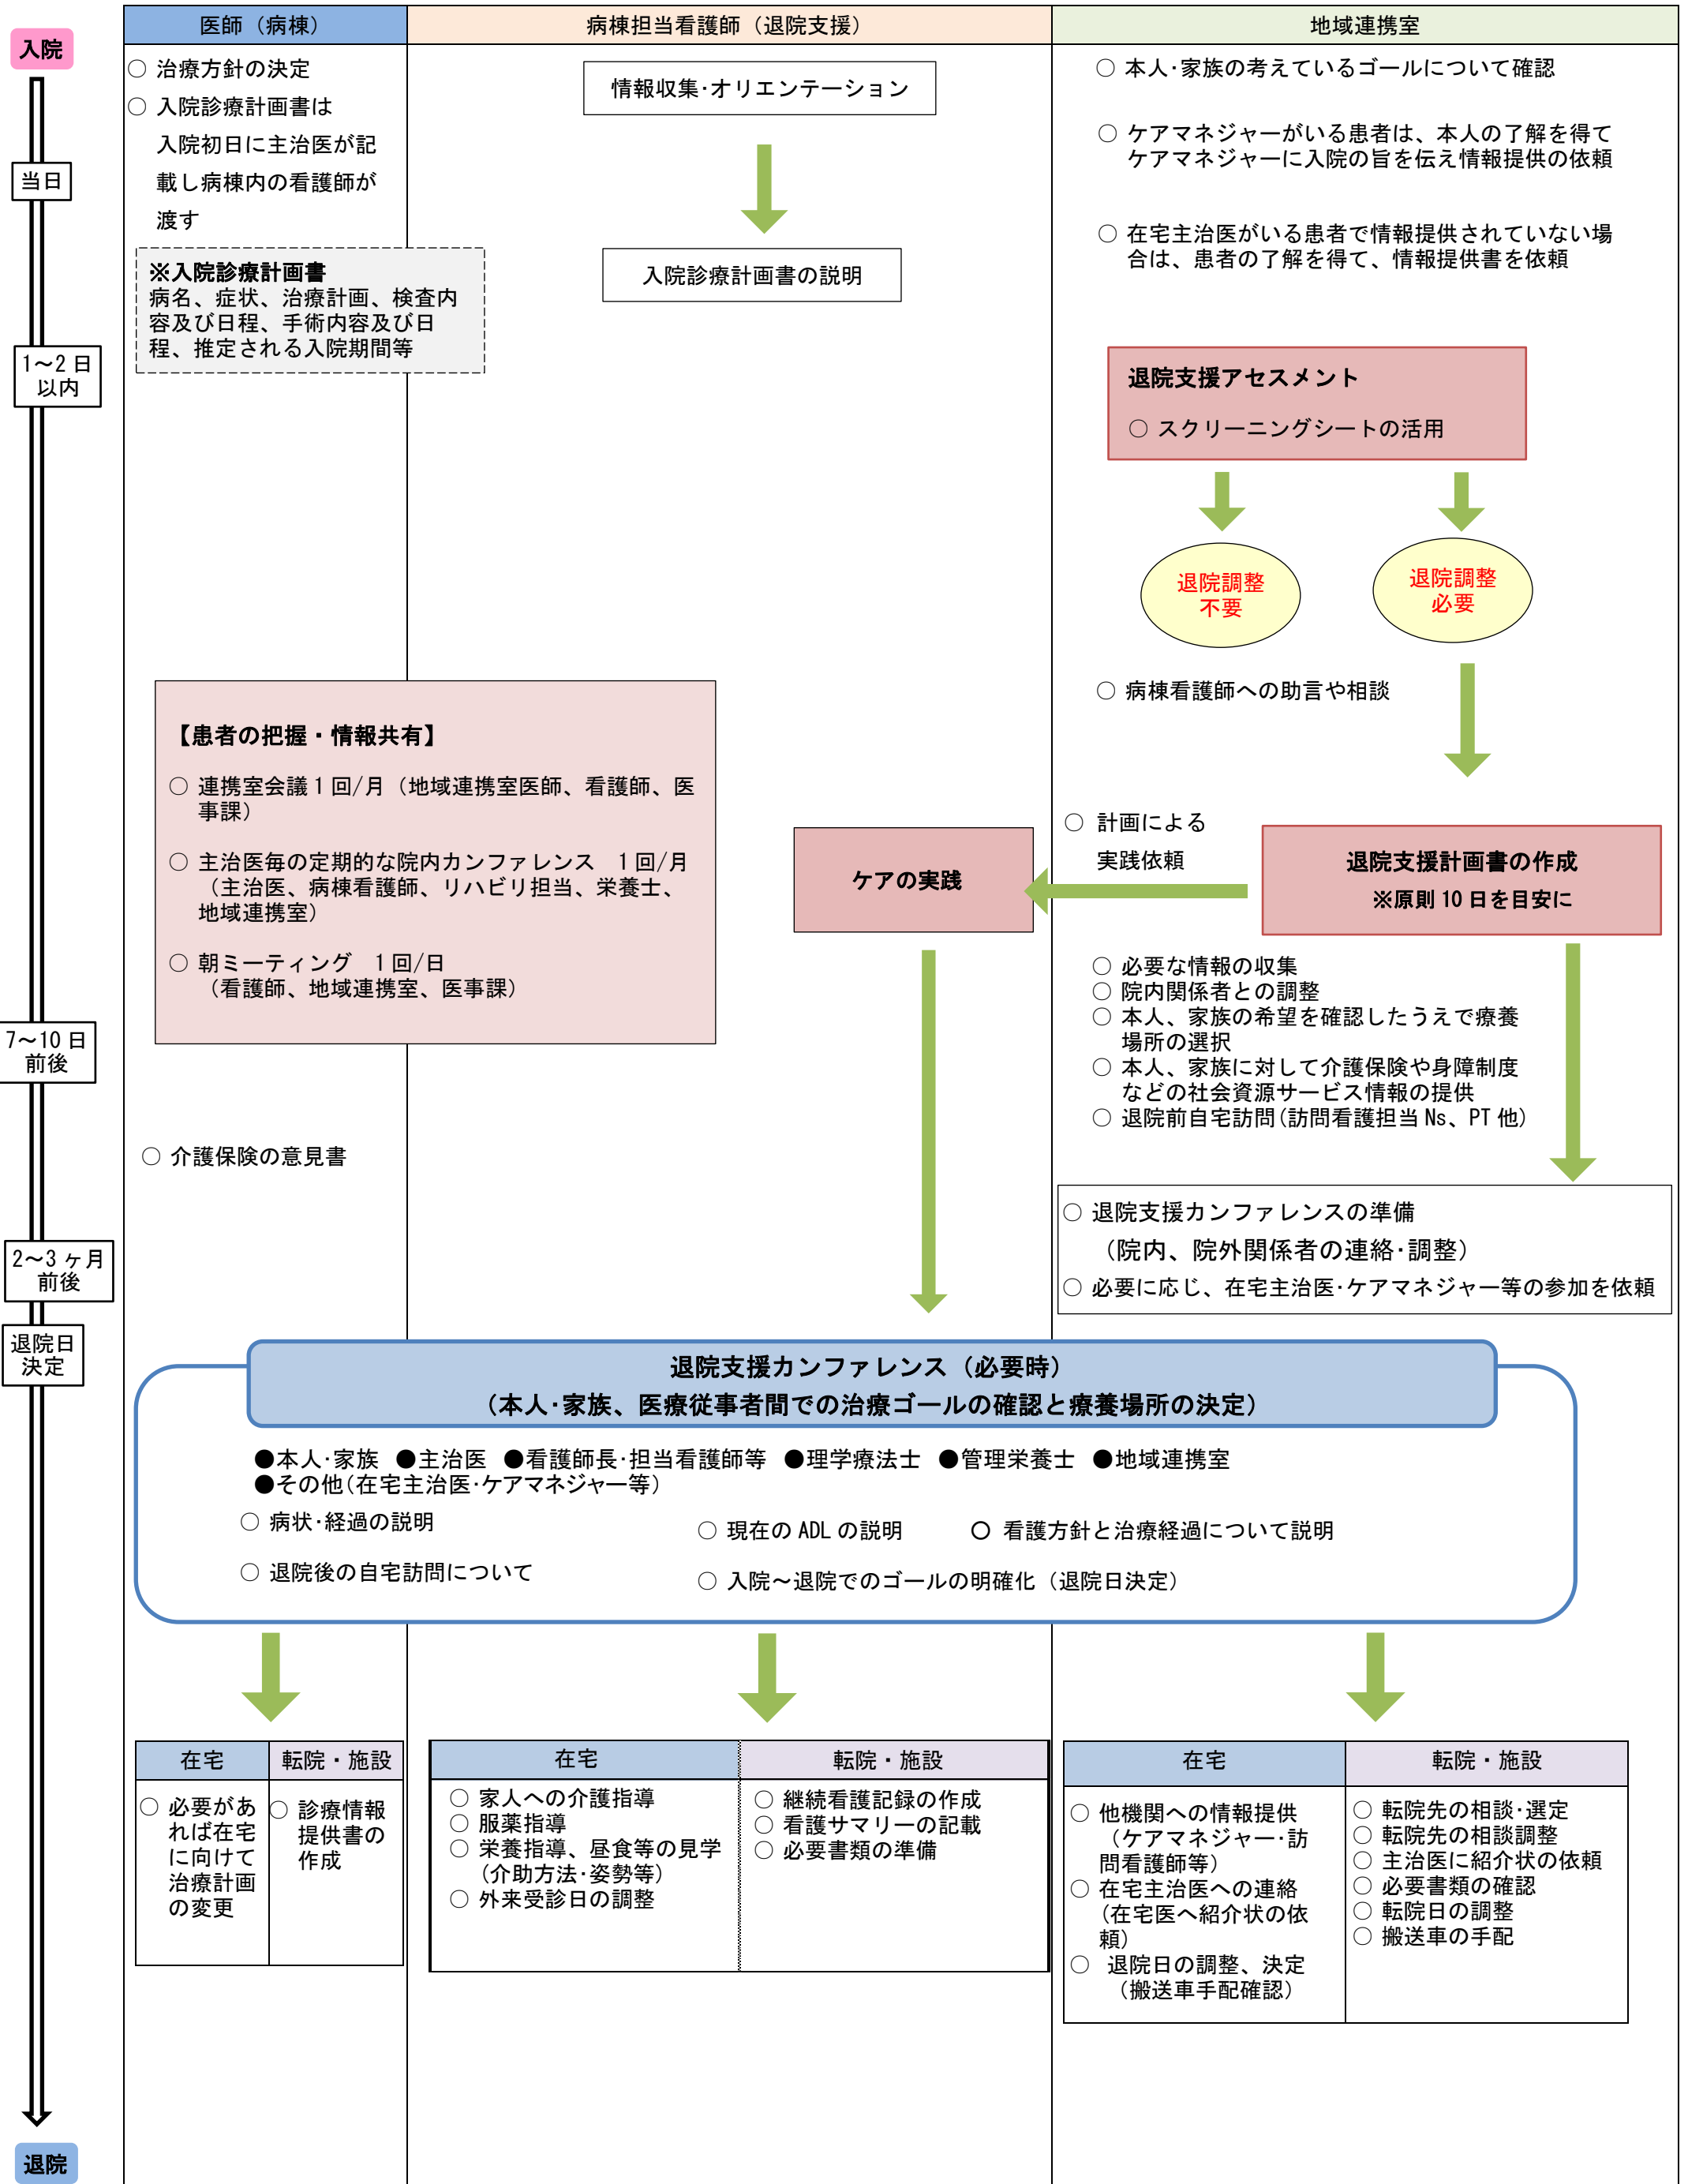 医師（病棟）
病棟担当看護師（退院支援）
地域連携室
入院
当日
1～2日
以内
7～10日
前後
2～3ヶ月
前後
退院日
決定
退院
○ 治療方針の決定
○ 入院診療計画書は
入院初日に主治医が記
載し病棟内の看護師が
渡す
※入院診療計画書
病名、症状、治療計画、検査内
容及び日程、手術内容及び日
程、推定される入院期間等
情報収集･オリエンテーション
入院診療計画書の説明
○ 本人･家族の考えているゴールについて確認
○ ケアマネジャーがいる患者は、本人の了解を得て
ケアマネジャーに入院の旨を伝え情報提供の依頼
○ 在宅主治医がいる患者で情報提供されていない場
合は、患者の了解を得て、情報提供書を依頼
退院支援アセスメント
○ スクリーニングシートの活用
退院調整
不要
退院調整
必要
○ 病棟看護師への助言や相談
【患者の把握・情報共有】
○ 連携室会議1回/月（地域連携室医師、看護師、医
事課）
○ 主治医毎の定期的な院内カンファレンス　1回/月
（主治医、病棟看護師、リハビリ担当、栄養士、
地域連携室）
○ 朝ミーティング　1回/日
（看護師、地域連携室、医事課）
ケアの実践
○ 計画による
実践依頼
退院支援計画書の作成
※原則10日を目安に
○ 必要な情報の収集
○ 院内関係者との調整
○ 本人、家族の希望を確認したうえで療養
場所の選択
○ 本人、家族に対して介護保険や身障制度
などの社会資源サービス情報の提供
○ 退院前自宅訪問(訪問看護担当Ns、PT他)
○ 介護保険の意見書
○ 退院支援カンファレンスの準備
（院内、院外関係者の連絡･調整）
○ 必要に応じ、在宅主治医･ケアマネジャー等の参加を依頼
退院支援カンファレンス（必要時）
（本人･家族、医療従事者間での治療ゴールの確認と療養場所の決定）
●本人･家族 ●主治医 ●看護師長･担当看護師等 ●理学療法士 ●管理栄養士 ●地域連携室
●その他(在宅主治医･ケアマネジャー等)
○ 病状･経過の説明
○ 現在のADLの説明
○ 看護方針と治療経過について説明
○ 退院後の自宅訪問について
○ 入院～退院でのゴールの明確化（退院日決定）
在宅
転院・施設
○ 必要があ
れば在宅
に向けて
治療計画
の変更
○ 診療情報
提供書の
作成
在宅
転院・施設
○ 家人への介護指導
○ 服薬指導
○ 栄養指導、昼食等の見学
(介助方法･姿勢等)
○ 外来受診日の調整
○ 継続看護記録の作成
○ 看護サマリーの記載
○ 必要書類の準備
在宅
転院・施設
○ 他機関への情報提供
（ケアマネジャー･訪
問看護師等）
○ 在宅主治医への連絡
(在宅医へ紹介状の依
頼)
○ 退院日の調整、決定
（搬送車手配確認）
○ 転院先の相談･選定
○ 転院先の相談調整
○ 主治医に紹介状の依頼
○ 必要書類の確認
○ 転院日の調整
○ 搬送車の手配